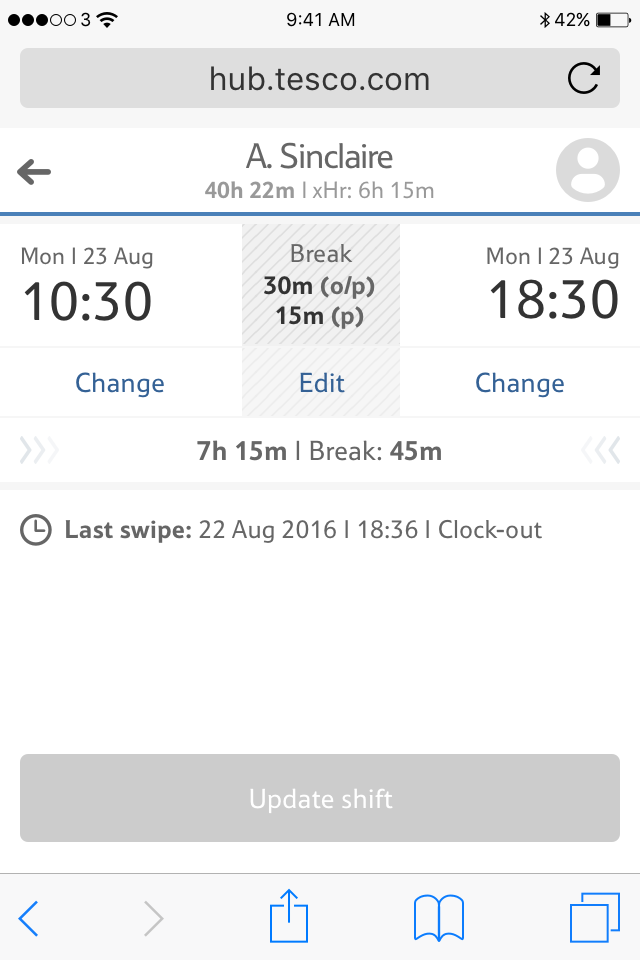 3 9:41 AM 42%
hub.tesco.com
A. Sinclaire
40h 22m | xHr: 6h 15m
Mon | 23 Aug
10:30
Break
30m (o/p)
15m (p)
Mon | 23 Aug
18:30
Change Edit Change
7h 15m | Break: 45m
Last swipe: 22 Aug 2016 | 18:36 | Clock-out
Update shift